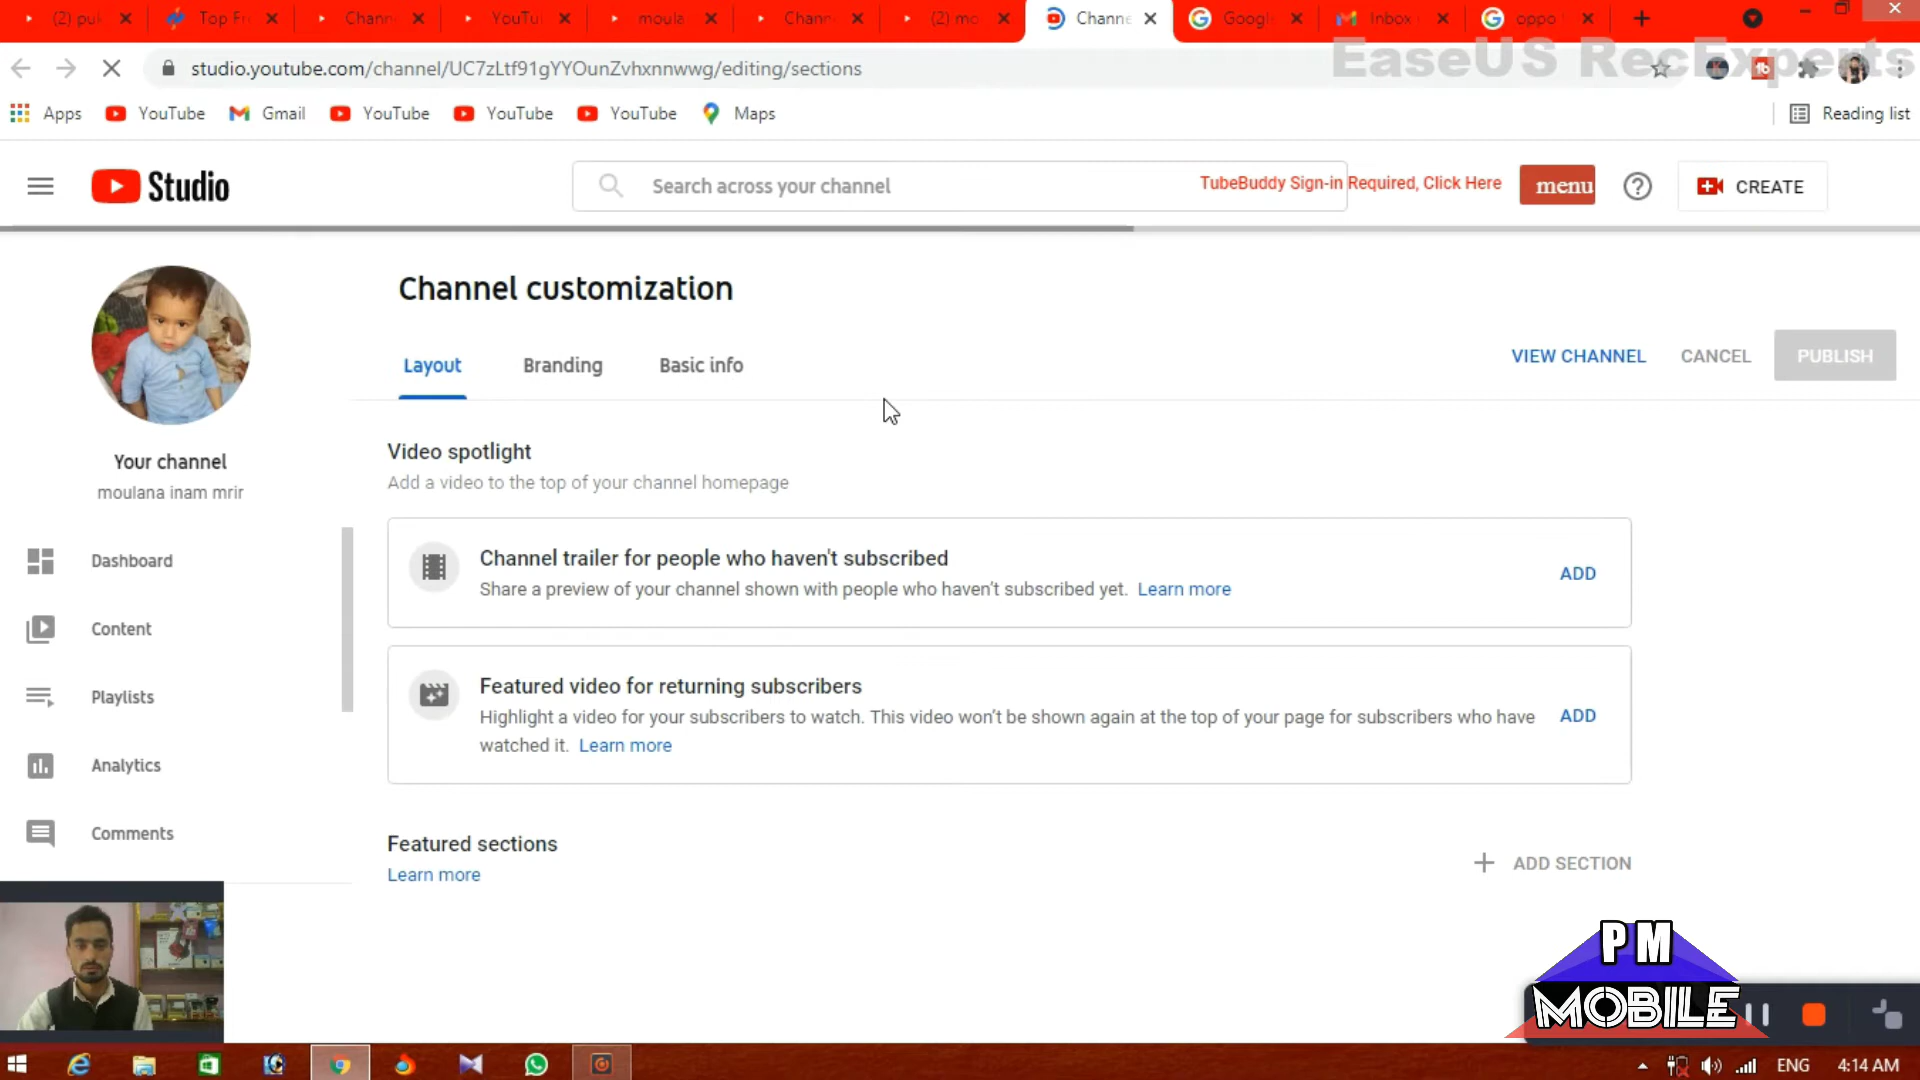 (2) pul
Top Fr
Chann
YouTu
moula
Chann
(2) mo
Chann
Google
Inbox
oppo
studio.youtube.com/channel/UC7zLtf91gYYOunZvhxnnwwg/editing/sections
EaseUS RecExperts
Apps
YouTube
Gmail
YouTube
YouTube
YouTube
Maps
Reading list
Studio
Search across your channel
TubeBuddy Sign-in Required, Click Here
menu
CREATE
Channel customization
Layout
Branding
Basic info
VIEW CHANNEL
CANCEL
PUBLISH
Your channel
moulana inam mrir
Video spotlight
Add a video to the top of your channel homepage
Channel trailer for people who haven't subscribed
Share a preview of your channel shown with people who haven't subscribed yet. Learn more
ADD
Featured video for returning subscribers
Highlight a video for your subscribers to watch. This video won't be shown again at the top of your page for subscribers who have
watched it. Learn more
ADD
Dashboard
Content
Playlists
Analytics
Comments
Featured sections
Learn more
ADD SECTION
PM
MOBILE
ENG
4:14 AM